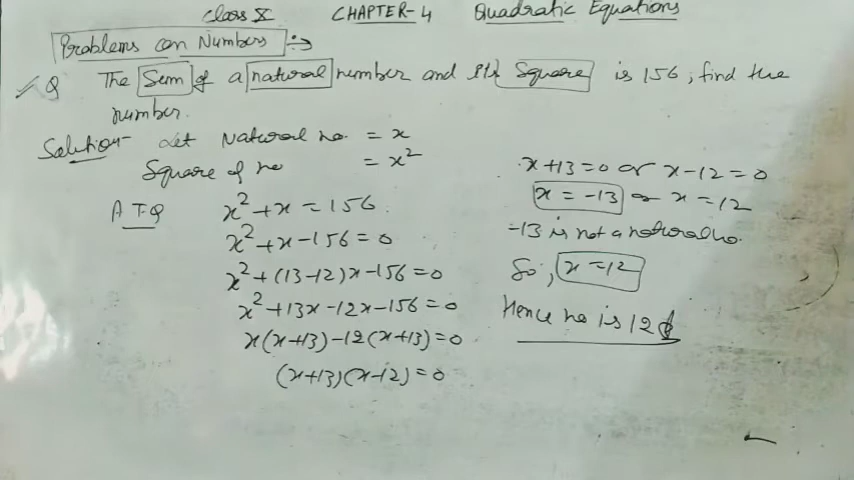 Class X CHAPTER-4 Quadratic Equations
Problems on Numbers :→
Q The Sum of a natural number and its Square is 156, find the
number.
Solution- Let Natural no. = x
Square of no = x²
A T Q x² + x = 156.
x² + x - 156 = 0
x² + (13-12)x - 156 = 0
x² + 13x - 12x - 156 = 0
x(x+13) - 12(x+13) = 0
(x+13)(x-12) = 0
x+13 = 0 or x-12 = 0
x = -13 or x = 12
-13 is not a natural no.
So, x = 12
Hence no is 12